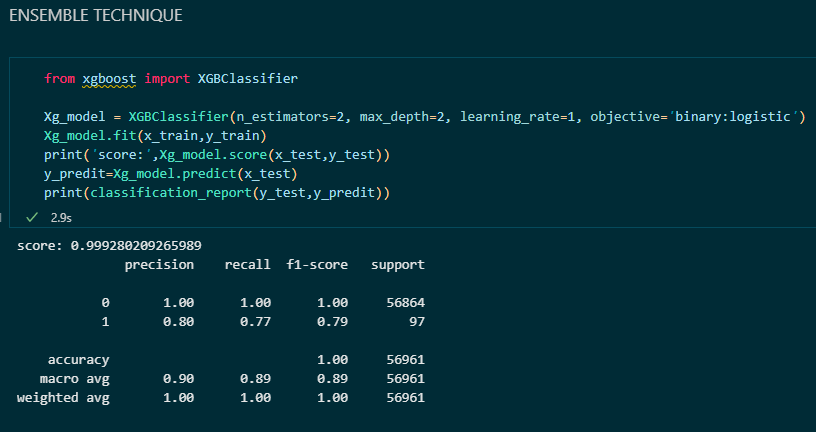 ENSEMBLE TECHNIQUE
from xgboost import XGBClassifier
Xg_model = XGBClassifier(n_estimators=2, max_depth=2, learning_rate=1, objective='binary:logistic')
Xg_model.fit(x_train,y_train)
print('score:',Xg_model.score(x_test,y_test))
y_predit=Xg_model.predict(x_test)
print(classification_report(y_test,y_predit))
2.9s
score: 0.999280209265989
precision recall f1-score support
0 1.00 1.00 1.00 56864
1 0.80 0.77 0.79 97
accuracy 1.00 56961
macro avg 0.90 0.89 0.89 56961
weighted avg 1.00 1.00 1.00 56961